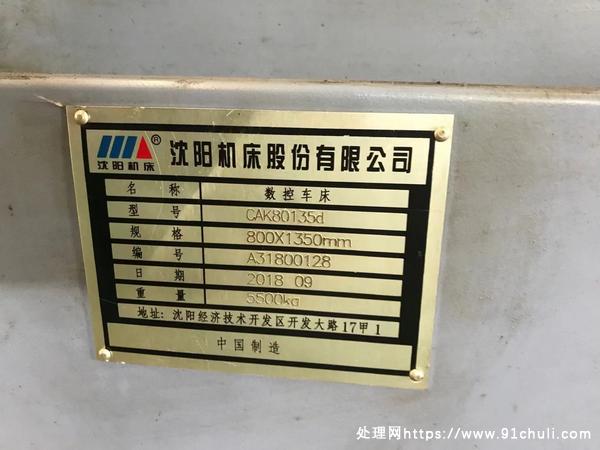 沈阳机床 ® 沈阳机床股份有限公司
名称 数控车床
型号 CAK80135d
规格 800X1350mm
编号 A31800128
日期 2018 09
重量 5500kg
地址: 沈阳经济技术开发区开发大路17甲1
中国制造
处理网https://www.91chuli.com/